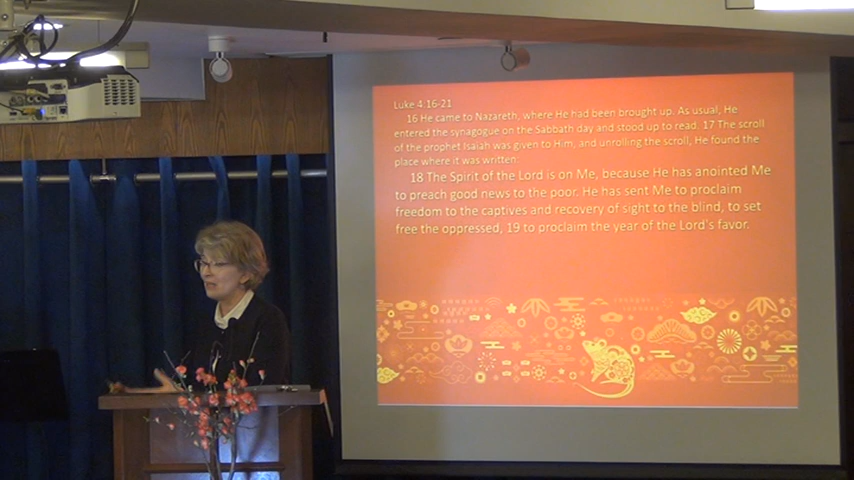 Luke 4:16-21
16 He came to Nazareth, where He had been brought up. As usual, He
entered the synagogue on the Sabbath day and stood up to read. 17 The scroll
of the prophet Isaiah was given to Him, and unrolling the scroll, He found the
place where it was written:
18 The Spirit of the Lord is on Me, because He has anointed Me
to preach good news to the poor. He has sent Me to proclaim
freedom to the captives and recovery of sight to the blind, to set
free the oppressed, 19 to proclaim the year of the Lord's favor.